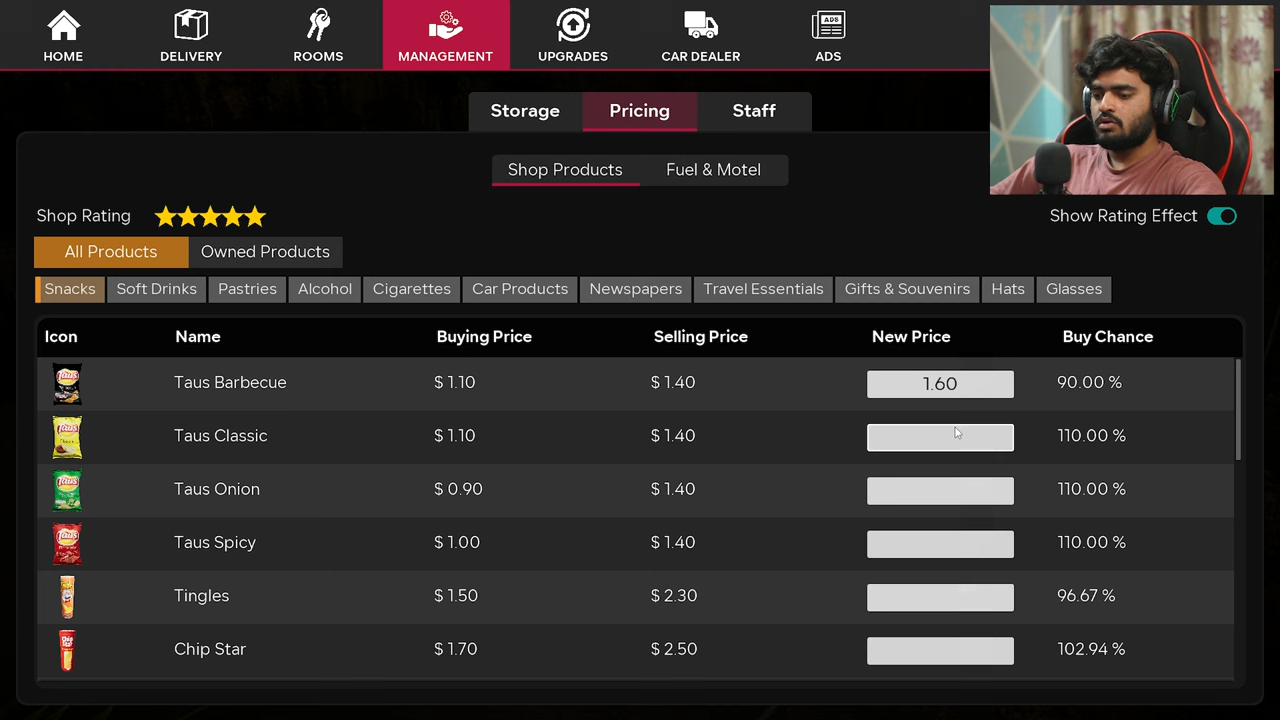 HOME DELIVERY ROOMS MANAGEMENT UPGRADES CAR DEALER ADS
Storage Pricing Staff
Shop Products Fuel & Motel
Shop Rating Show Rating Effect
All Products Owned Products
Snacks Soft Drinks Pastries Alcohol Cigarettes Car Products Newspapers Travel Essentials Gifts & Souvenirs Hats Glasses
Icon Name Buying Price Selling Price New Price Buy Chance
Taus Barbecue $ 1.10 $ 1.40 1.60 90.00 %
Taus Classic $ 1.10 $ 1.40 110.00 %
Taus Onion $ 0.90 $ 1.40 110.00 %
Taus Spicy $ 1.00 $ 1.40 110.00 %
Tingles $ 1.50 $ 2.30 96.67 %
Chip Star $ 1.70 $ 2.50 102.94 %